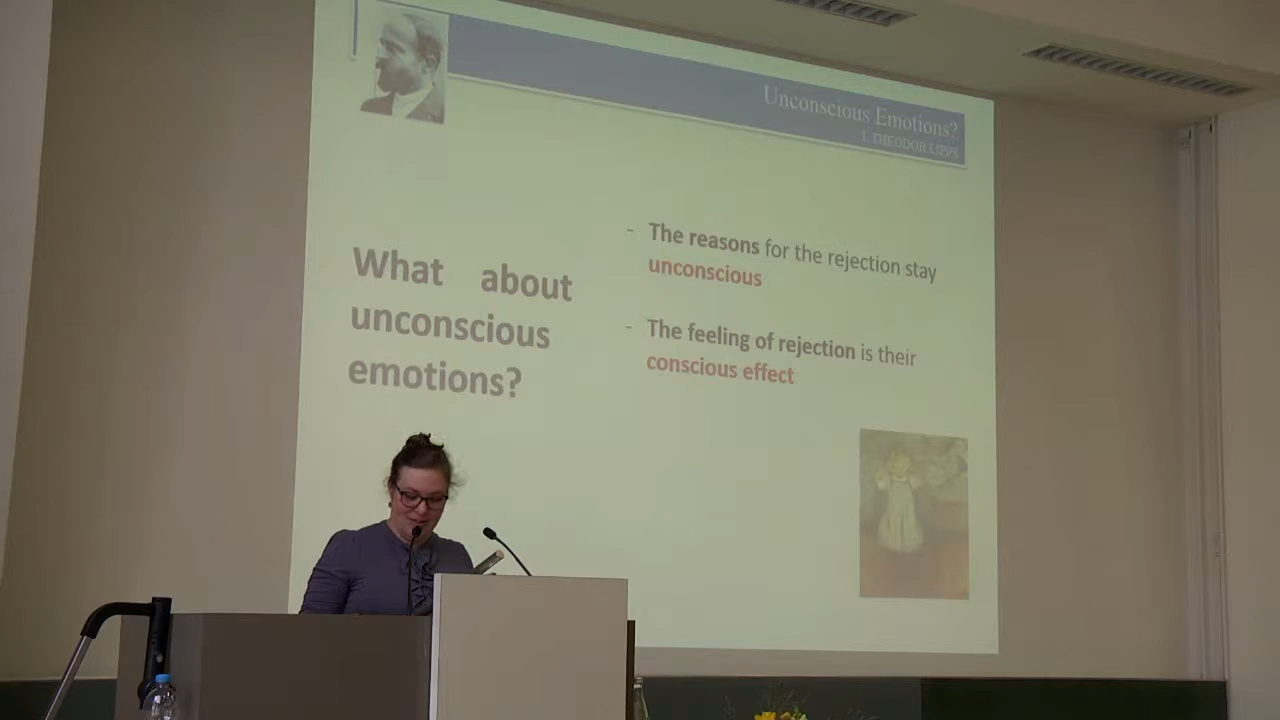 Unconscious Emotions?
1. THEODOR LIPPS
What about
unconscious
emotions?
- The reasons for the rejection stay
unconscious
- The feeling of rejection is their
conscious effect